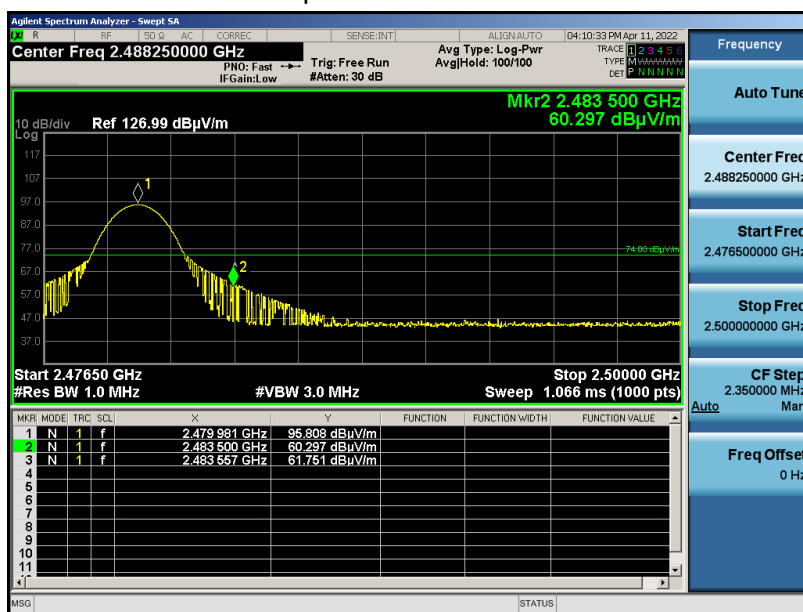 Agilent Spectrum Analyzer - Swept SA
R RF 50 Ω AC CORREC SENSE:INT ALIGN AUTO 04:10:33 PM Apr 11, 2022
Center Freq 2.488250000 GHz
PNO: Fast
IFGain:Low
Trig: Free Run
#Atten: 30 dB
Avg Type: Log-Pwr
Avg|Hold: 100/100
TRACE 1 2 3 4 5 6
TYPE M
DET P N N N N N
Mkr2 2.483 500 GHz
60.297 dBµV/m
10 dB/div Ref 126.99 dBµV/m
Log
117
107
97.0
87.0
77.0
67.0
57.0
47.0
37.0
1
2
74.00 dBµV/m
Start 2.47650 GHz Stop 2.50000 GHz
#Res BW 1.0 MHz #VBW 3.0 MHz Sweep 1.066 ms (1000 pts)
MKR MODE TRC SCL X Y FUNCTION FUNCTION WIDTH FUNCTION VALUE
1 N 1 f 2.479 981 GHz 95.808 dBµV/m
2 N 1 f 2.483 500 GHz 60.297 dBµV/m
3 N 1 f 2.483 557 GHz 61.751 dBµV/m
4
5
6
7
8
9
10
11
MSG STATUS
Frequency
Auto Tune
Center Freq
2.488250000 GHz
Start Freq
2.476500000 GHz
Stop Freq
2.500000000 GHz
CF Step
2.350000 MHz
Auto Man
Freq Offset
0 Hz